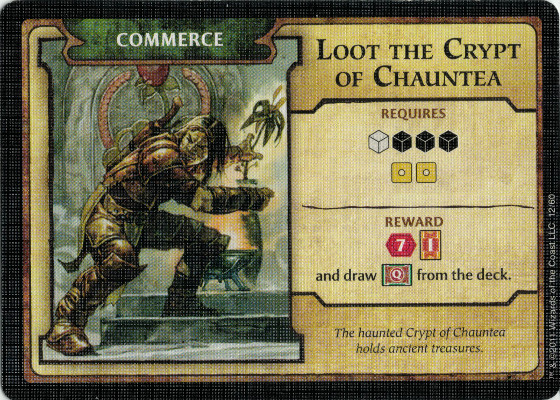 COMMERCE
LOOT THE CRYPT
OF CHAUNTEA
REQUIRES
REWARD
7 I
and draw Q from the deck.
The haunted Crypt of Chauntea
holds ancient treasures.
TM & ©2011 Wizards of the Coast LLC 12/60